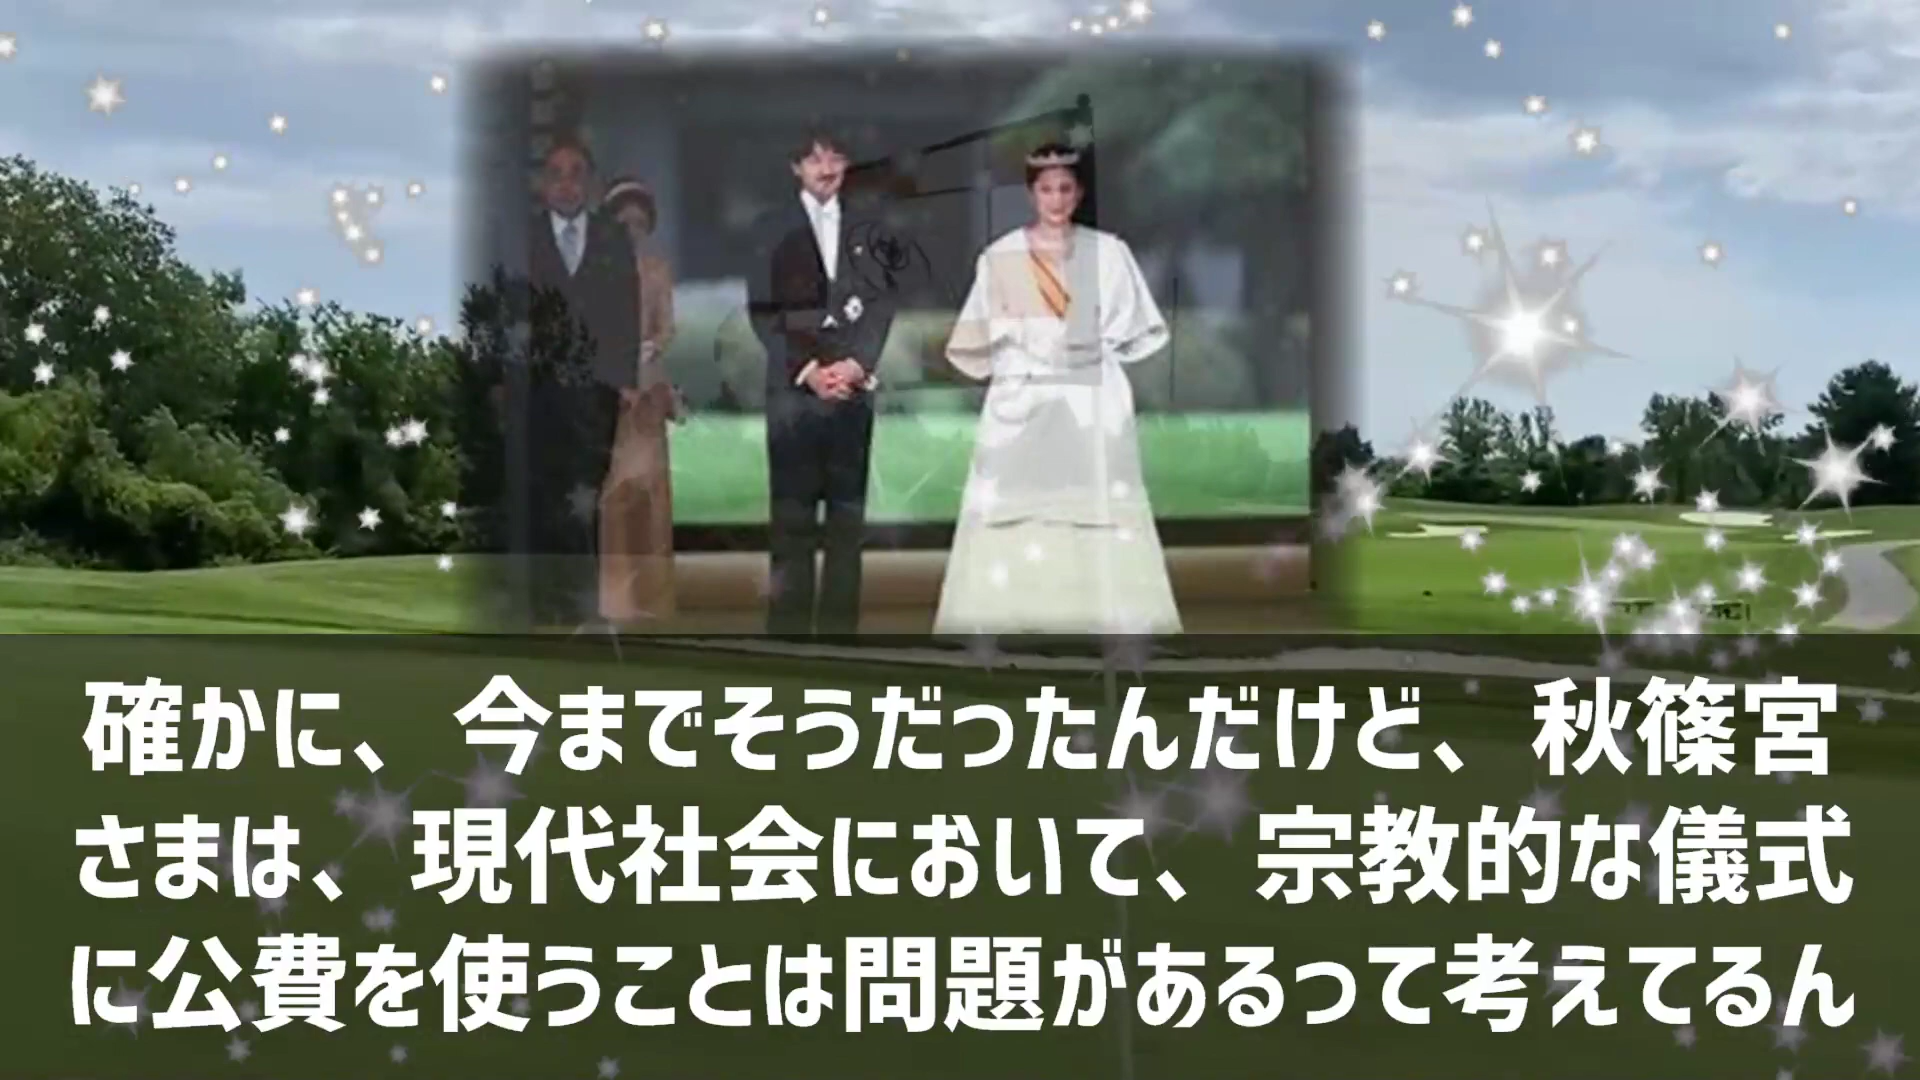 確かに、今までそうだったんだけど、秋篠宮
さまは、現代社会において、宗教的な儀式
に公費を使うことは問題があるって考えてるん